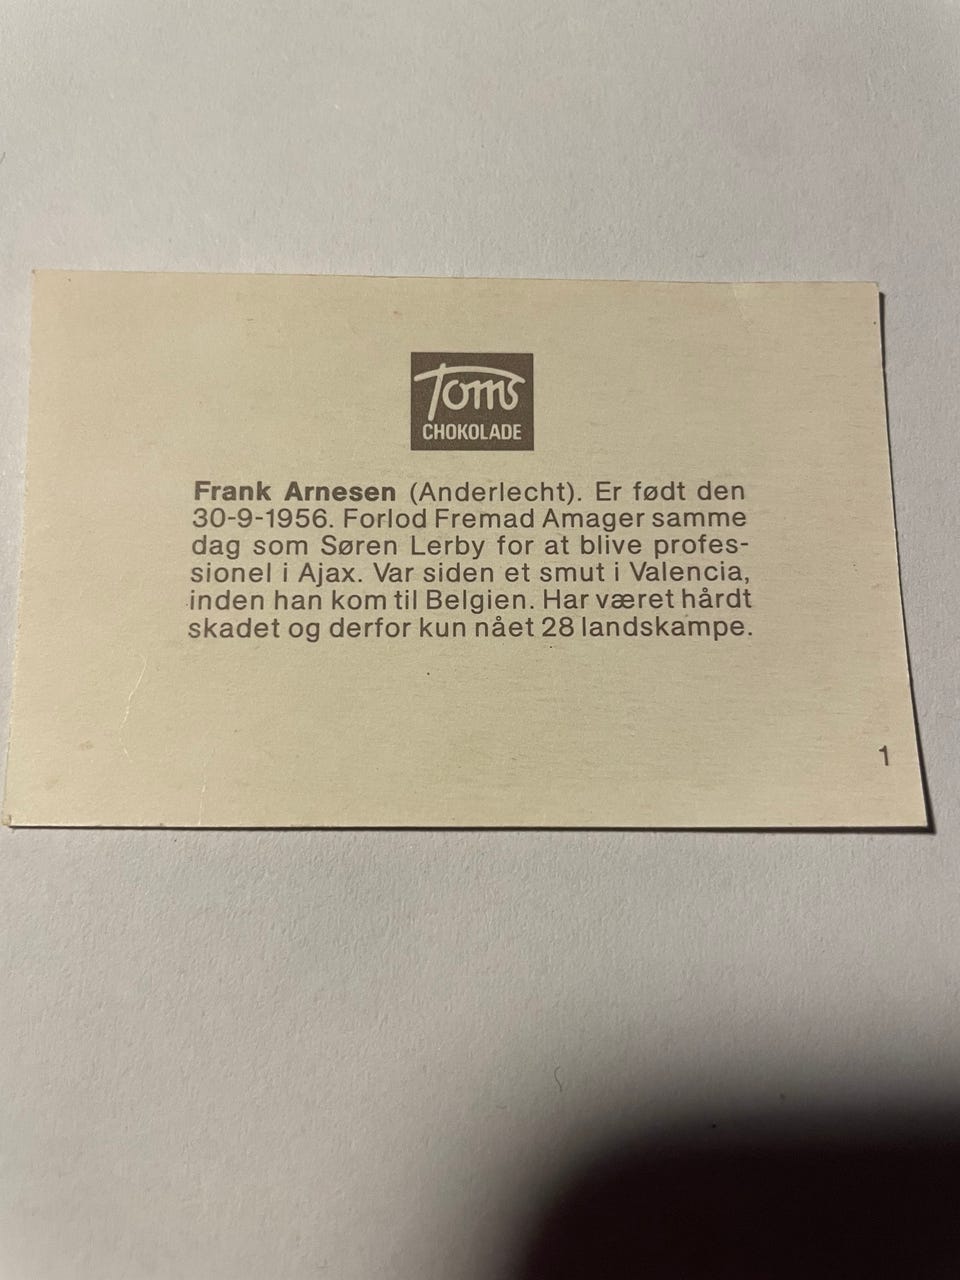 Toms
CHOKOLADE
Frank Arnesen (Anderlecht). Er født den
30-9-1956. Forlod Fremad Amager samme
dag som Søren Lerby for at blive profes-
sionel i Ajax. Var siden et smut i Valencia,
inden han kom til Belgien. Har været hårdt
skadet og derfor kun nået 28 landskampe.
1